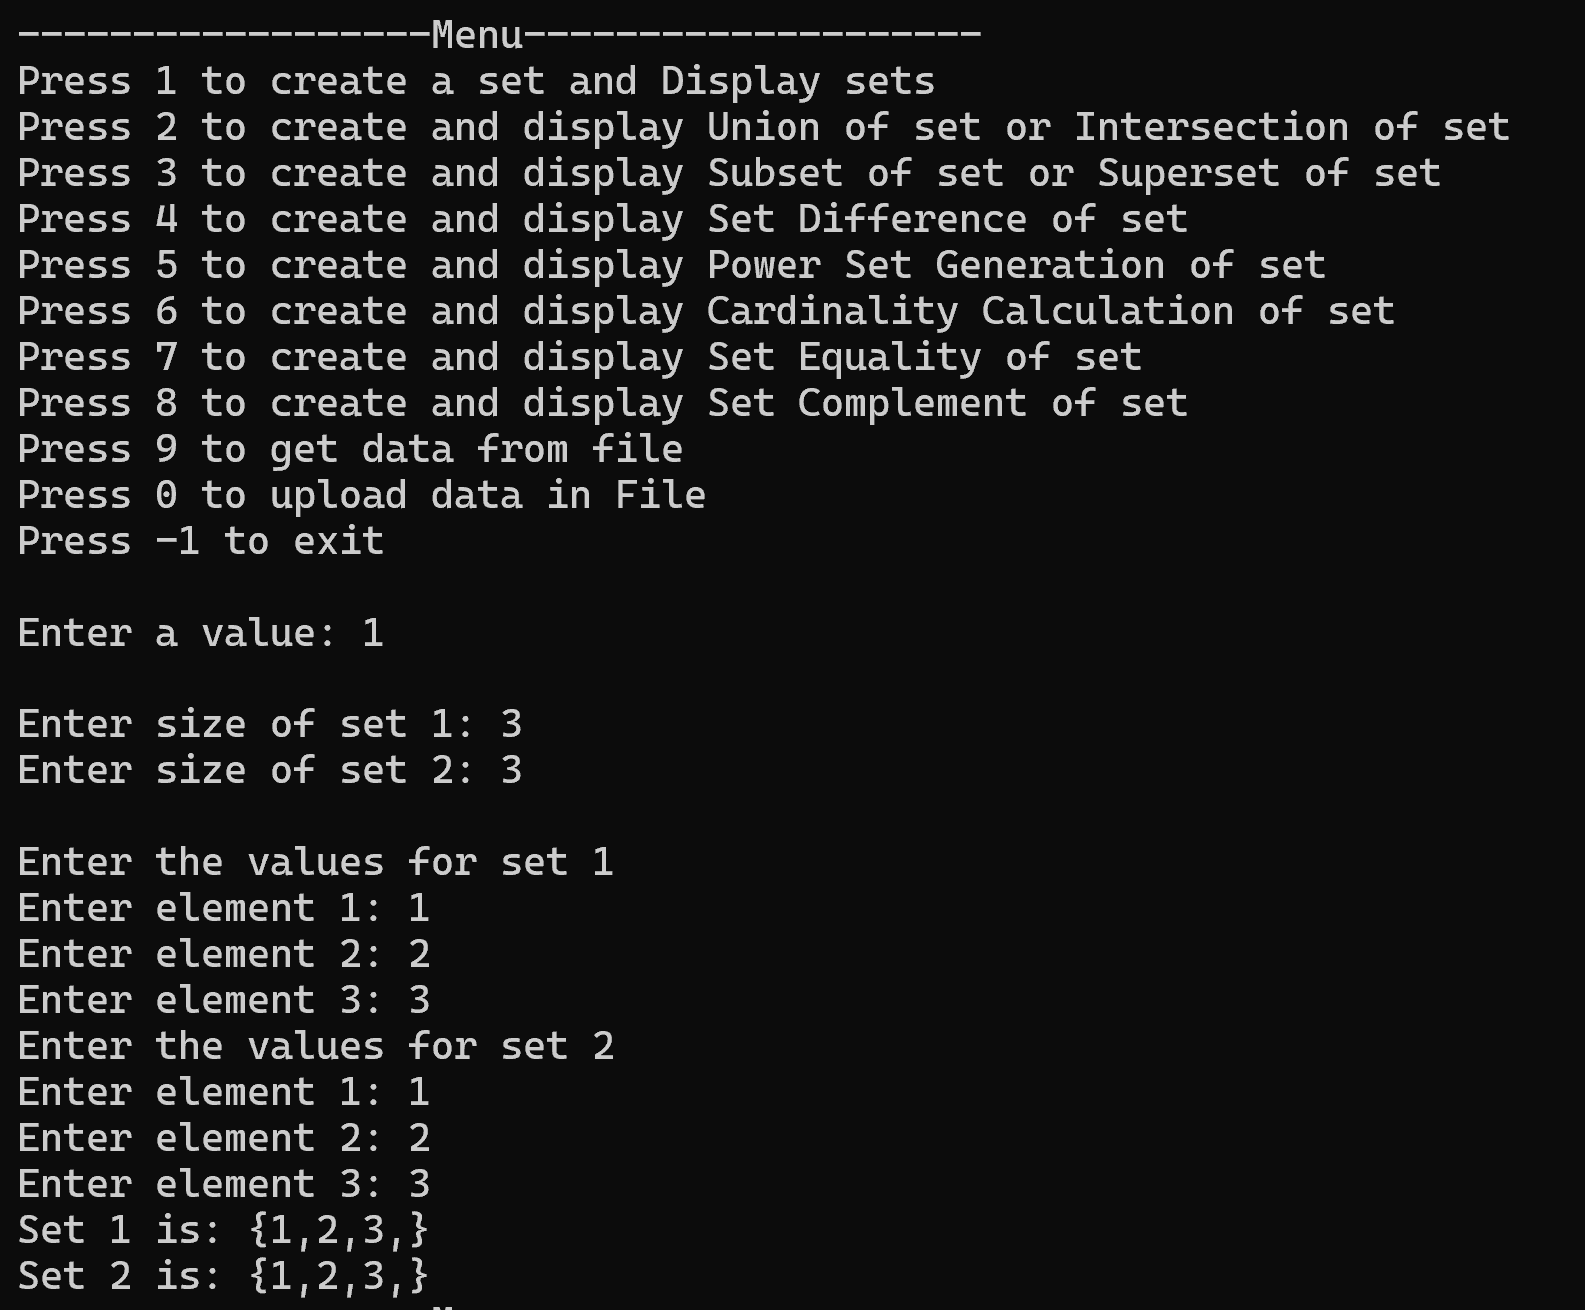 ------------------Menu--------------------
Press 1 to create a set and Display sets
Press 2 to create and display Union of set or Intersection of set
Press 3 to create and display Subset of set or Superset of set
Press 4 to create and display Set Difference of set
Press 5 to create and display Power Set Generation of set
Press 6 to create and display Cardinality Calculation of set
Press 7 to create and display Set Equality of set
Press 8 to create and display Set Complement of set
Press 9 to get data from file
Press 0 to upload data in File
Press -1 to exit
Enter a value: 1
Enter size of set 1: 3
Enter size of set 2: 3
Enter the values for set 1
Enter element 1: 1
Enter element 2: 2
Enter element 3: 3
Enter the values for set 2
Enter element 1: 1
Enter element 2: 2
Enter element 3: 3
Set 1 is: {1,2,3,}
Set 2 is: {1,2,3,}